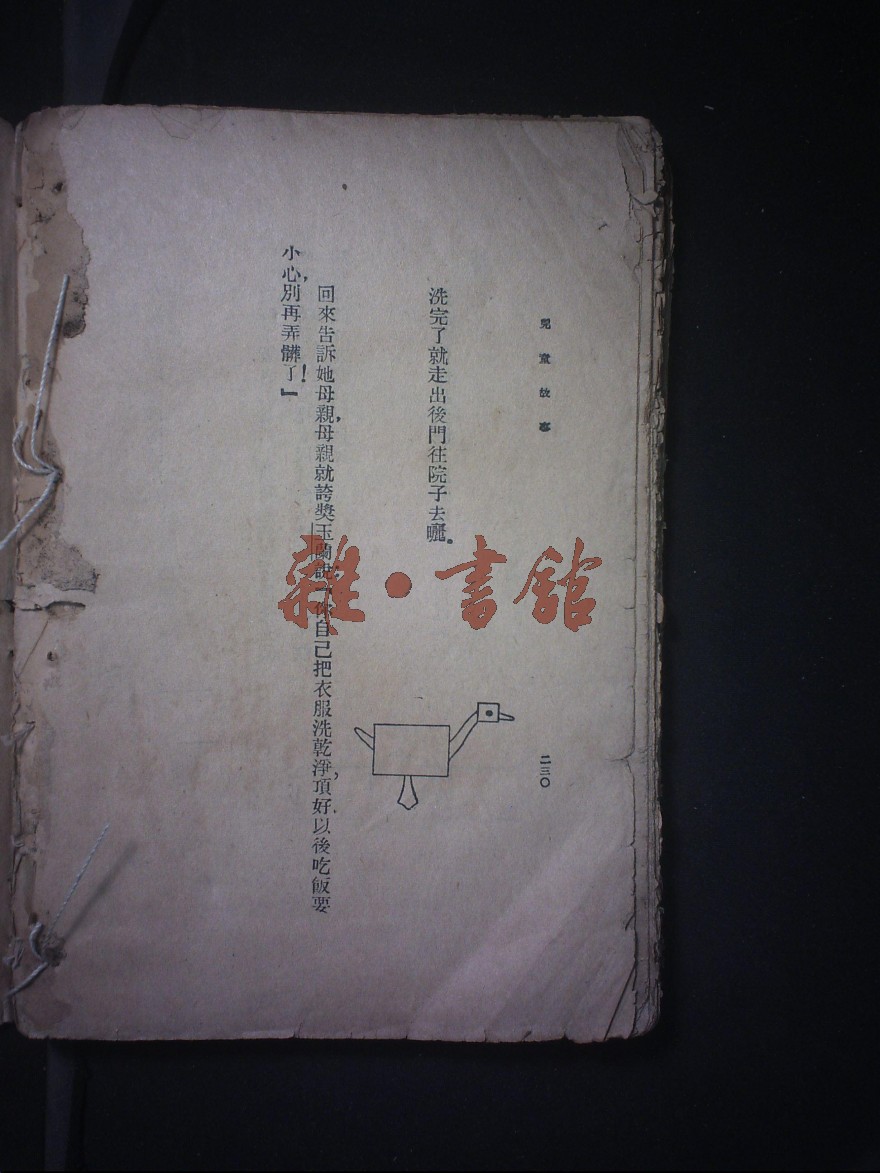 兒童故事
二三〇
洗完了就走出後門往院子去曬。
回來告訴她母親，母親就誇獎玉蘭說：『你自己把衣服洗乾淨，頂好，以後吃飯要
小心，別再弄髒了！』
雜·書館